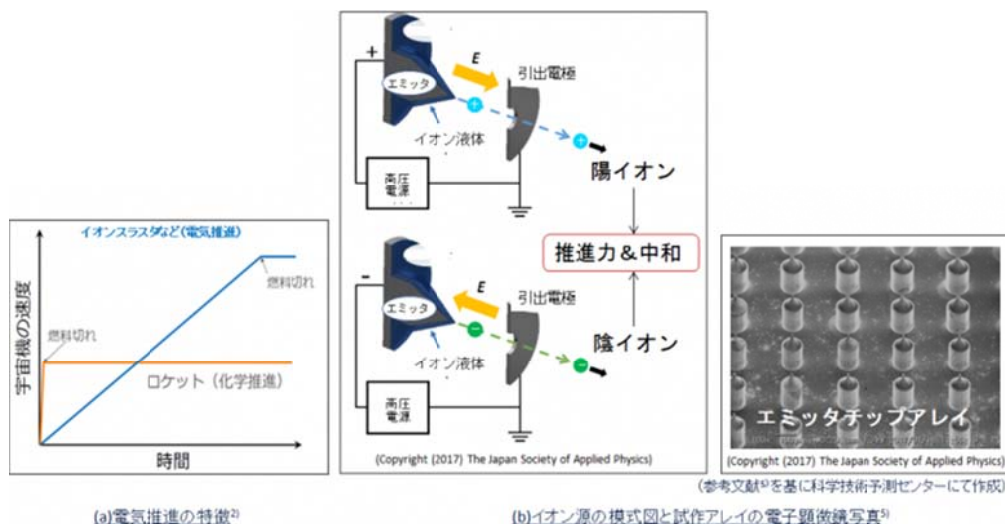 イオンスラスタなど(電気推進)
燃料切れ
燃料切れ
ロケット(化学推進)
宇宙機の速度
時間
(a)電気推進の特徴2)
+
E
引出電極
エミッタ
+
イオン液体
+
高圧
電源
陽イオン
推進力&中和
-
E
引出電極
エミッタ
-
イオン液体
-
陰イオン
高圧
電源
(Copyright (2017) The Japan Society of Applied Physics)
エミッタチップアレイ
(Copyright (2017) The Japan Society of Applied Physics)
(参考文献5)を基に科学技術予測センターにて作成)
(b)イオン源の模式図と試作アレイの電子顕微鏡写真5)